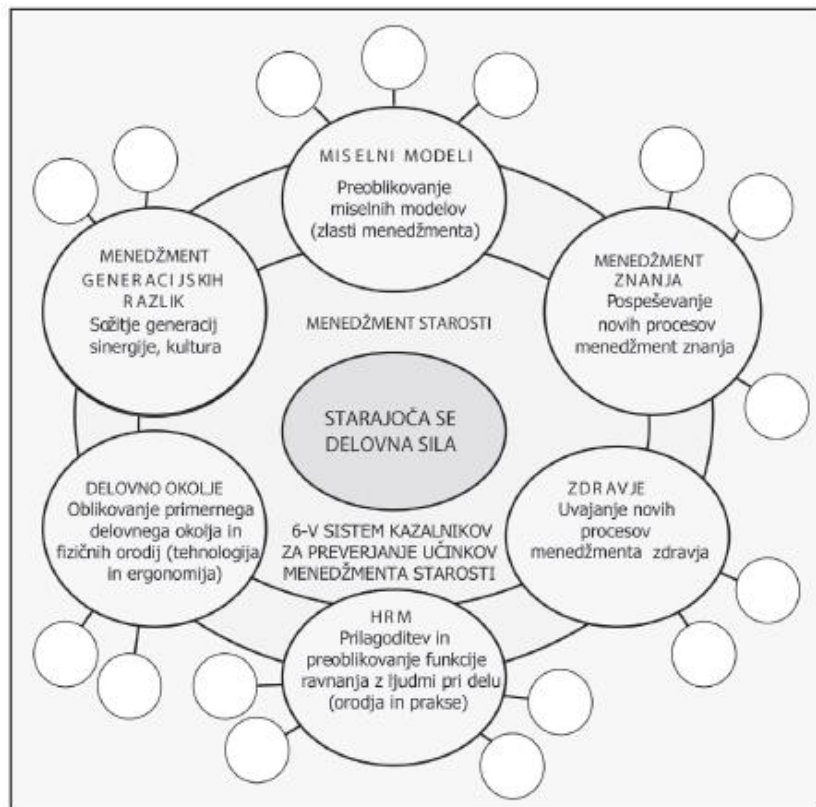 MISELNI MODELI
Preoblikovanje
miselnih modelov
(zlasti menedžmenta)
MENEDŽMENT
GENERACIJSKIH
RAZLIK
Sožitje generacij
sinergije, kultura
MENEDŽMENT
ZNANJA
Pospeševanje
novih procesov
menedžment znanja
MENEDŽMENT STAROSTI
STARAJOČA SE
DELOVNA SILA
DELOVNO OKOLJE
Oblikovanje primernega
delovnega okolja in
fizičnih orodij (tehnologija
in ergonomija)
ZDRAVJE
Uvajanje novih
procesov
menedžmenta zdravja
6-V SISTEM KAZALNIKOV
ZA PREVERJANJE UČINKOV
MENEDŽMENTA STAROSTI
HRM
Prilagoditev in
preoblikovanje funkcije
ravnanja z ljudmi pri delu
(orodja in prakse)